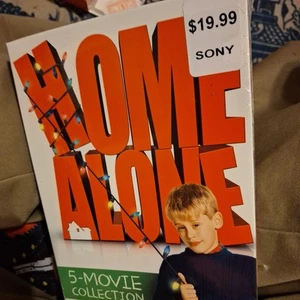 $19.99
SONY
HOME
ALONE
5-MOVIE
COLLECTION